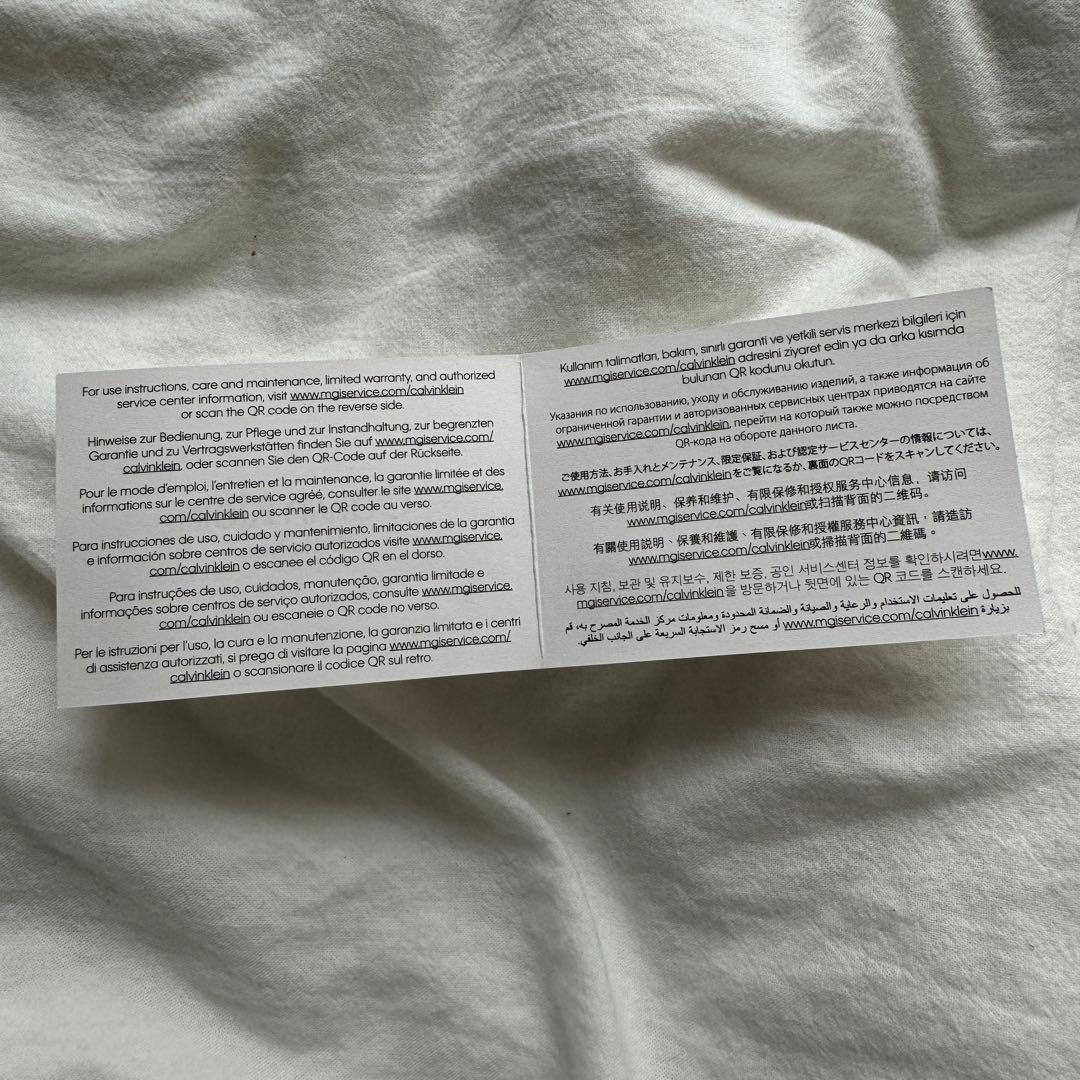 For use instructions, care and maintenance, limited warranty, and authorized
service center information, visit www.mgiservice.com/calvinklein
or scan the QR code on the reverse side.
Hinweise zur Bedienung, zur Pflege und zur Instandhaltung, zur begrenzten
Garantie und zu Vertragswerkstätten finden Sie auf www.mgiservice.com/
calvinklein, oder scannen Sie den QR-Code auf der Rückseite.
Pour le mode d'emploi, l'entretien et la maintenance, la garantie limitée et des
informations sur le centre de service agréé, consulter le site www.mgiservice.
com/calvinklein ou scanner le QR code au verso.
Para instrucciones de uso, cuidado y mantenimiento, limitaciones de la garantía
e información sobre centros de servicio autorizados visite www.mgiservice.
com/calvinklein o escanee el código QR en el dorso.
Para instruções de uso, cuidados, manutenção, garantia limitade e
informações sobre centros de serviço autorizados, consulte www.mgiservice.
com/calvinklein ou escaneie o QR code no verso.
Per le istruzioni per l'uso, la cura e la manutenzione, la garanzia limitata e i centri
di assistenza autorizzati, si prega di visitare la pagina www.mgiservice.com/
calvinklein o scansionare il codice QR sul retro.
Kullanım talimatları, bakım, sınırlı garanti ve yetkili servis merkezi bilgileri için
www.mgiservice.com/calvinklein adresini ziyaret edin ya da arka kısımda
bulunan QR kodunu okutun.
Указания по использованию, уходу и обслуживанию изделий, а также информация об
ограниченной гарантии и авторизованных сервисных центрах приводятся на сайте
www.mgiservice.com/calvinklein, перейти на который также можно посредством
QR-кода на обороте данного листа.
ご使用方法、お手入れとメンテナンス、限定保証、および認定サービスセンターの情報については、
www.mgiservice.com/calvinkleinをご覧になるか、裏面のQRコードをスキャンしてください。
有关使用说明、保养和维护、有限保修和授权服务中心信息，请访问
www.mgiservice.com/calvinklein或扫描背面的二维码。
有關使用説明、保養和維護、有限保修和授權服務中心資訊，請造訪
www.mgiservice.com/calvinklein或掃描背面的二維碼。
사용 지침, 보관 및 유지보수, 제한 보증, 공인 서비스센터 정보를 확인하시려면www.
mgiservice.com/calvinklein을 방문하거나 뒷면에 있는 QR 코드를 스캔하세요.
للحصول على تعليمات الاستخدام والرعاية والصيانة والضمانة المحدودة ومعلومات مركز الخدمة المصرح به، قم
بزيارة www.mgiservice.com/calvinklein أو مسح رمز الاستجابة السريعة على الجانب الخلفي.